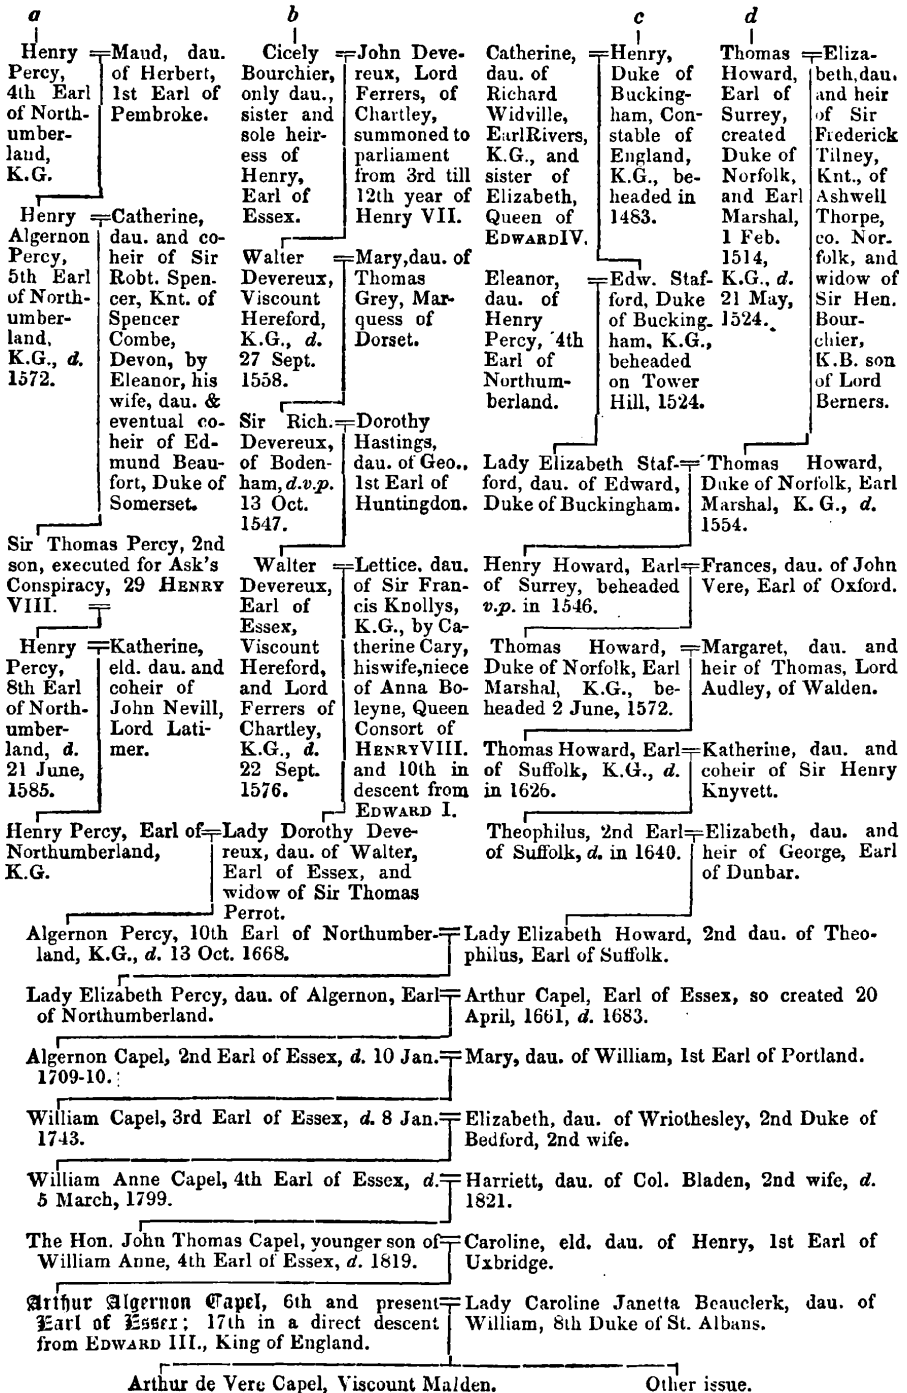 a
b
c
d
Henry
Percy,
4th Earl
of North-
umber-
land,
K.G.
Maud, dau.
of Herbert,
1st Earl of
Pembroke.
Cicely
Bourchier,
only dau.,
sister and
sole heir-
ess of
Henry,
Earl of
Essex.
John Deve-
reux, Lord
Ferrers, of
Chartley,
summoned to
parliament
from 3rd till
12th year of
Henry VII.
Catherine,
dau. of
Richard
Widville,
Earl Rivers,
K.G., and
sister of
Elizabeth,
Queen of
EDWARD IV.
Henry,
Duke of
Bucking-
ham, Con-
stable of
England,
K.G., be-
headed in
1483.
Thomas
Howard,
Earl of
Surrey,
created
Duke of
Norfolk,
and Earl
Marshal,
1 Feb.
1514,
K.G., d.
21 May,
1524.
Eliza-
beth, dau.
and heir
of Sir
Frederick
Tilney,
Knt., of
Ashwell
Thorpe,
co. Nor-
folk, and
widow of
Sir Hen.
Bour-
chier,
K.B. son
of Lord
Berners.
Henry
Algernon
Percy,
5th Earl
of North-
umber-
land,
K.G., d.
1572.
Catherine,
dau. and co-
heir of Sir
Robt. Spen-
cer, Knt. of
Spencer
Combe,
Devon, by
Eleanor, his
wife, dau. &
eventual co-
heir of Ed-
mund Beau-
fort, Duke of
Somerset.
Walter
Devereux,
Viscount
Hereford,
K.G., d.
27 Sept.
1558.
Mary, dau. of
Thomas
Grey, Mar-
quess of
Dorset.
Eleanor,
dau. of
Henry
Percy, 4th
Earl of
Northum-
berland.
Edw. Staf-
ford, Duke
of Bucking-
ham, K.G.,
beheaded
on Tower
Hill, 1524.
Sir Rich.
Devereux,
of Boden-
ham, d.v.p.
13 Oct.
1547.
Dorothy
Hastings,
dau. of Geo.,
1st Earl of
Huntingdon.
Lady Elizabeth Staf-
ford, dau. of Edward,
Duke of Buckingham.
Thomas Howard,
Duke of Norfolk, Earl
Marshal, K. G., d.
1554.
Sir Thomas Percy, 2nd
son, executed for Ask's
Conspiracy, 29 HENRY
VIII.
Walter
Devereux,
Earl of
Essex,
Viscount
Hereford,
and Lord
Ferrers of
Chartley,
K.G., d.
22 Sept.
1576.
Lettice, dau.
of Sir Fran-
cis Knollys,
K.G., by Ca-
therine Cary,
his wife, niece
of Anna Bo-
leyne, Queen
Consort of
HENRY VIII.
and 10th in
descent from
EDWARD I.
Henry Howard, Earl
of Surrey, beheaded
v.p. in 1546.
Frances, dau. of John
Vere, Earl of Oxford.
Henry
Percy,
8th Earl
of North-
umber-
land, d.
21 June,
1585.
Katherine,
eld. dau. and
coheir of
John Nevill,
Lord Lati-
mer.
Thomas Howard,
Duke of Norfolk, Earl
Marshal, K.G., be-
headed 2 June, 1572.
Margaret, dau. and
heir of Thomas, Lord
Audley, of Walden.
Thomas Howard, Earl
of Suffolk, K.G., d.
in 1626.
Katherine, dau. and
coheir of Sir Henry
Knyvett.
Henry Percy, Earl of
Northumberland,
K.G.
Lady Dorothy Deve-
reux, dau. of Walter,
Earl of Essex, and
widow of Sir Thomas
Perrot.
Theophilus, 2nd Earl
of Suffolk, d. in 1640.
Elizabeth, dau. and
heir of George, Earl
of Dunbar.
Algernon Percy, 10th Earl of Northumber-
land, K.G., d. 13 Oct. 1668.
Lady Elizabeth Howard, 2nd dau. of Theo-
philus, Earl of Suffolk.
Lady Elizabeth Percy, dau. of Algernon, Earl
of Northumberland.
Arthur Capel, Earl of Essex, so created 20
April, 1661, d. 1683.
Algernon Capel, 2nd Earl of Essex, d. 10 Jan.
1709-10.
Mary, dau. of William, 1st Earl of Portland.
William Capel, 3rd Earl of Essex, d. 8 Jan.
1743.
Elizabeth, dau. of Wriothesley, 2nd Duke of
Bedford, 2nd wife.
William Anne Capel, 4th Earl of Essex, d.
5 March, 1799.
Harriett, dau. of Col. Bladen, 2nd wife, d.
1821.
The Hon. John Thomas Capel, younger son of
William Anne, 4th Earl of Essex, d. 1819.
Caroline, eld. dau. of Henry, 1st Earl of
Uxbridge.
Arthur Algernon Capel, 6th and present
Earl of Essex; 17th in a direct descent
from EDWARD III., King of England.
Lady Caroline Janetta Beauclerk, dau. of
William, 8th Duke of St. Albans.
Arthur de Vere Capel, Viscount Malden.
Other issue.